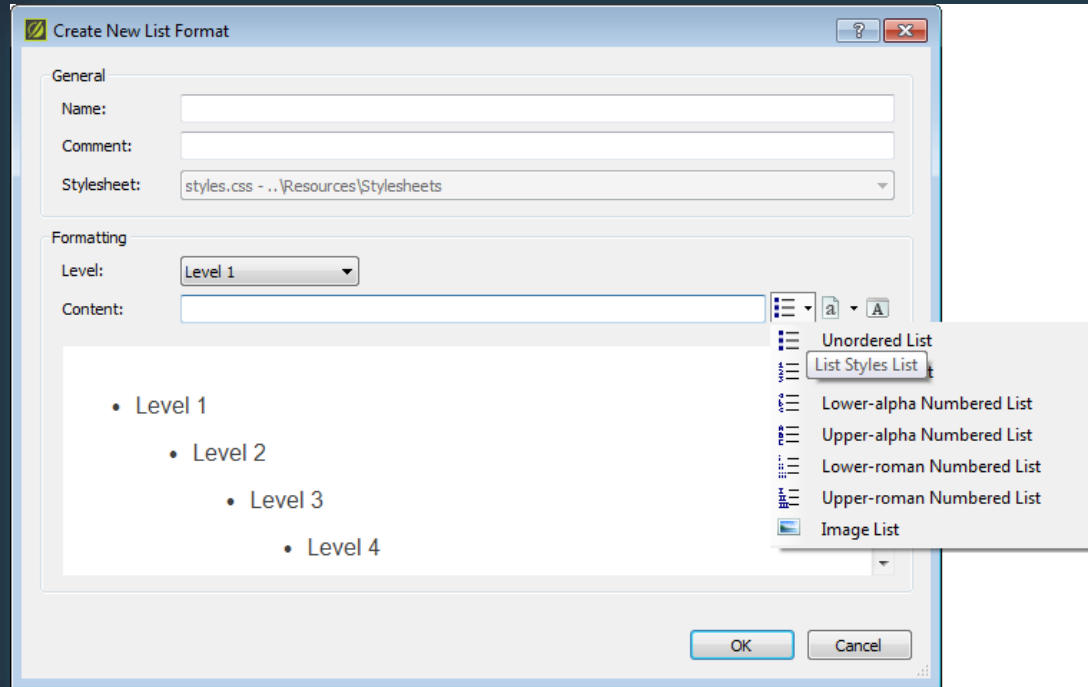 Create New List Format
General
Name:
Comment:
Stylesheet: styles.css - ..\Resources\Stylesheets
Formatting
Level: Level 1
Content:
Unordered List
List Styles List
Lower-alpha Numbered List
Upper-alpha Numbered List
Lower-roman Numbered List
Upper-roman Numbered List
Image List
• Level 1
• Level 2
• Level 3
• Level 4
OK Cancel